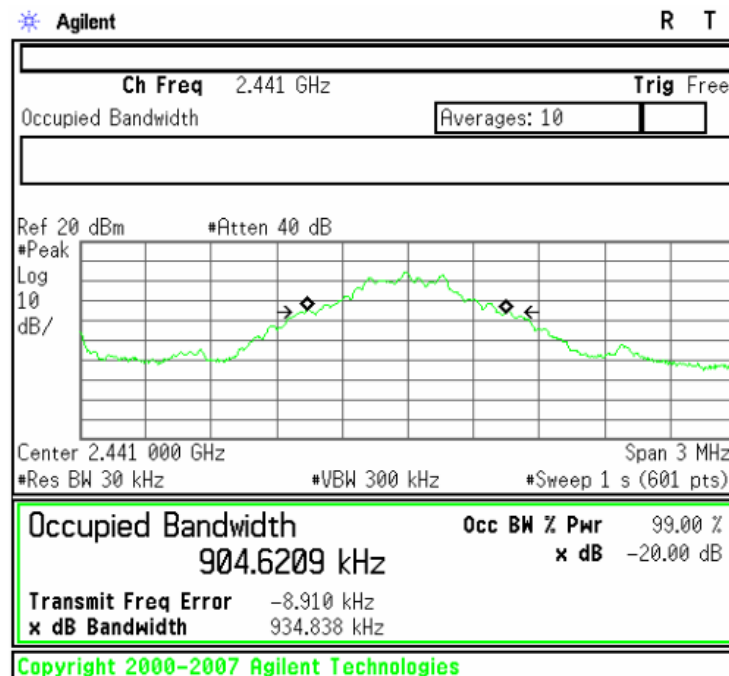 Agilent R T
Ch Freq 2.441 GHz Trig Free
Occupied Bandwidth Averages: 10
Ref 20 dBm #Atten 40 dB
#Peak
Log
10
dB/
Center 2.441 000 GHz Span 3 MHz
#Res BW 30 kHz #VBW 300 kHz #Sweep 1 s (601 pts)
Occupied Bandwidth Occ BW % Pwr 99.00 %
904.6209 kHz x dB -20.00 dB
Transmit Freq Error -8.910 kHz
x dB Bandwidth 934.838 kHz
Copyright 2000-2007 Agilent Technologies